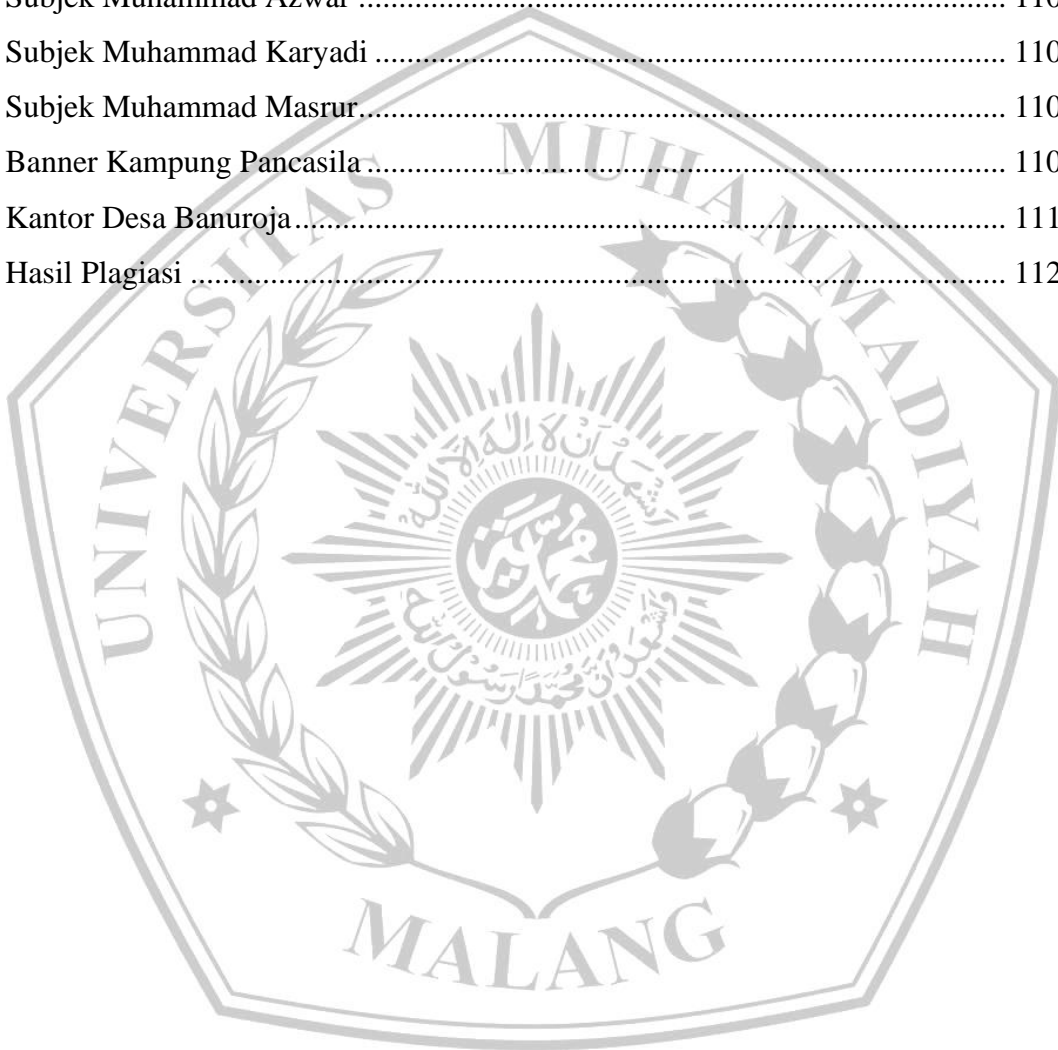 Subjek Muhammad Azwar ................................................................................ 110
Subjek Muhammad Karyadi .............................................................................. 110
Subjek Muhammad Masrur................................................................................ 110
Banner Kampung Pancasila ............................................................................... 110
Kantor Desa Banuroja........................................................................................ 111
Hasil Plagiasi ..................................................................................................... 112
UNIVERSITAS MUHAMMADIYAH
MALANG